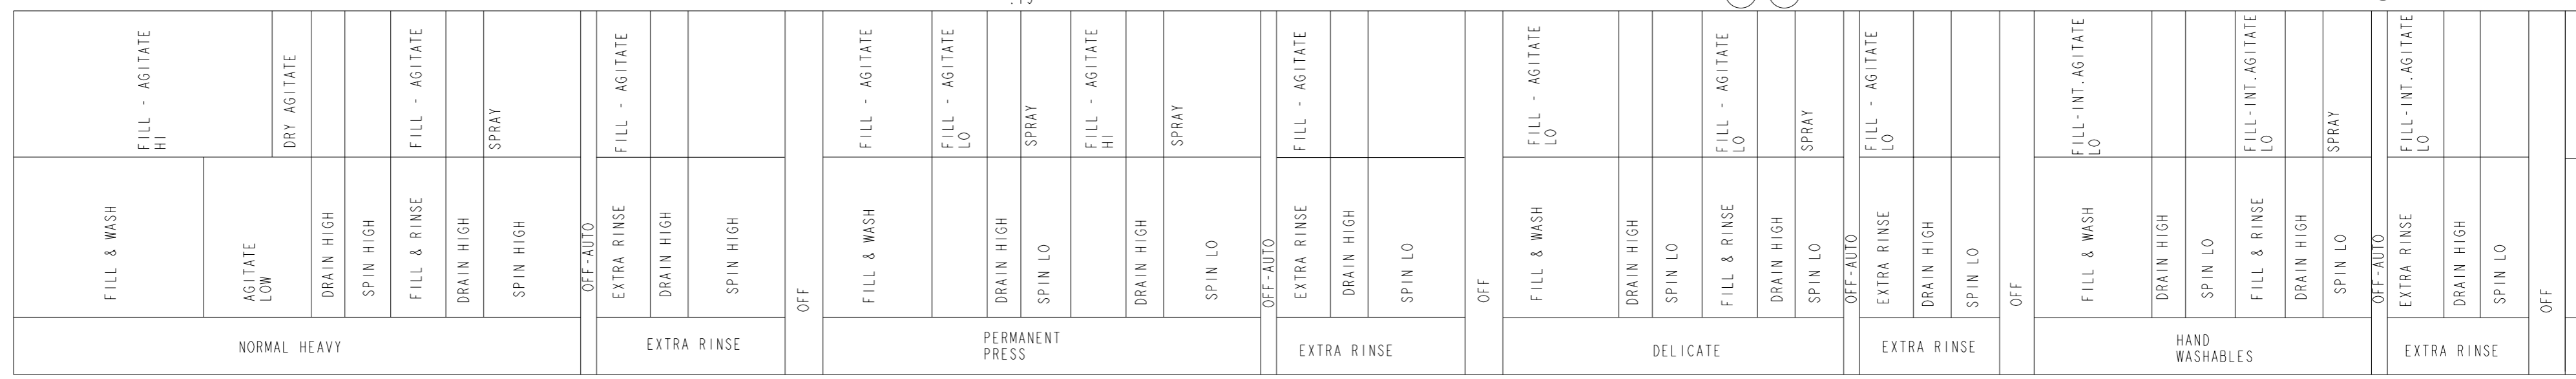 FILL - AGITATE
HI
DRY AGITATE
FILL - AGITATE
SPRAY
FILL - AGITATE
FILL - AGITATE
FILL - AGITATE
LO
SPRAY
FILL - AGITATE
HI
SPRAY
FILL - AGITATE
FILL - AGITATE
LO
FILL - AGITATE
LO
SPRAY
FILL - AGITATE
LO
FILL-INT.AGITATE
LO
FILL-INT.AGITATE
LO
SPRAY
FILL-INT.AGITATE
LO
FILL & WASH
AGITATE
LOW
DRAIN HIGH
SPIN HIGH
FILL & RINSE
DRAIN HIGH
SPIN HIGH
OFF-AUTO
EXTRA RINSE
DRAIN HIGH
SPIN HIGH
OFF
FILL & WASH
DRAIN HIGH
SPIN LO
DRAIN HIGH
SPIN LO
OFF-AUTO
EXTRA RINSE
DRAIN HIGH
SPIN LO
OFF
FILL & WASH
DRAIN HIGH
SPIN LO
FILL & RINSE
DRAIN HIGH
SPIN LO
OFF-AUTO
EXTRA RINSE
DRAIN HIGH
SPIN LO
OFF
FILL & WASH
DRAIN HIGH
SPIN LO
FILL & RINSE
DRAIN HIGH
SPIN LO
OFF-AUTO
EXTRA RINSE
DRAIN HIGH
SPIN LO
OFF
NORMAL HEAVY
EXTRA RINSE
PERMANENT
PRESS
EXTRA RINSE
DELICATE
EXTRA RINSE
HAND
WASHABLES
EXTRA RINSE